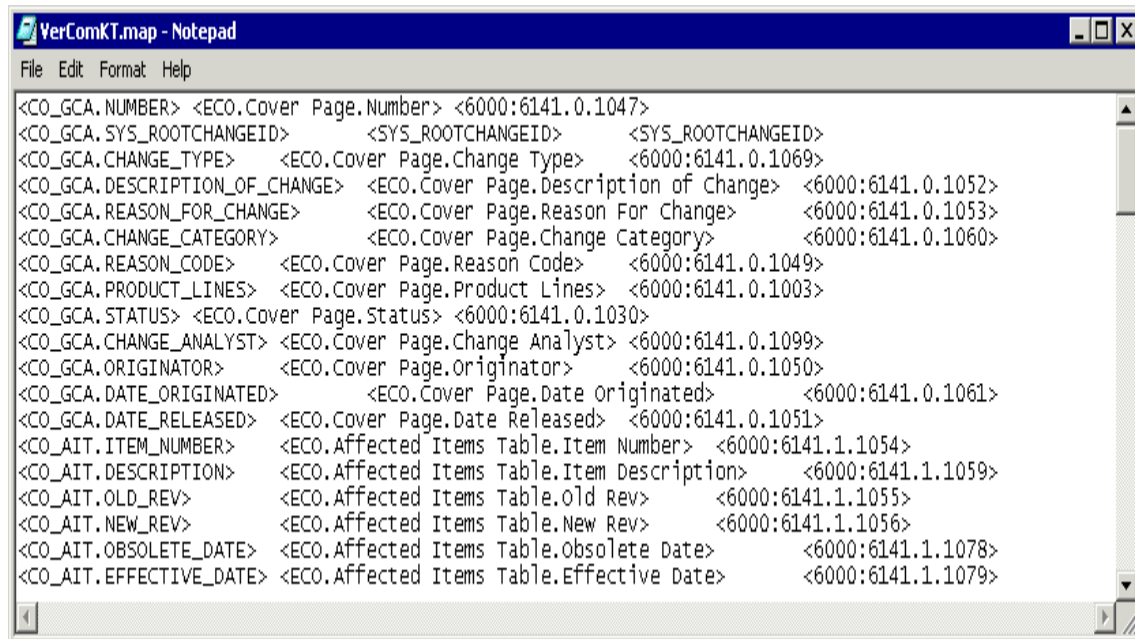 VerComKT.map - Notepad
File Edit Format Help
<CO_GCA.NUMBER> <ECO.Cover Page.Number> <6000:6141.0.1047>
<CO_GCA.SYS_ROOTCHANGEID> <SYS_ROOTCHANGEID> <SYS_ROOTCHANGEID>
<CO_GCA.CHANGE_TYPE> <ECO.Cover Page.Change Type> <6000:6141.0.1069>
<CO_GCA.DESCRIPTION_OF_CHANGE> <ECO.Cover Page.Description of Change> <6000:6141.0.1052>
<CO_GCA.REASON_FOR_CHANGE> <ECO.Cover Page.Reason For Change> <6000:6141.0.1053>
<CO_GCA.CHANGE_CATEGORY> <ECO.Cover Page.Change Category> <6000:6141.0.1060>
<CO_GCA.REASON_CODE> <ECO.Cover Page.Reason Code> <6000:6141.0.1049>
<CO_GCA.PRODUCT_LINES> <ECO.Cover Page.Product Lines> <6000:6141.0.1003>
<CO_GCA.STATUS> <ECO.Cover Page.Status> <6000:6141.0.1030>
<CO_GCA.CHANGE_ANALYST> <ECO.Cover Page.Change Analyst> <6000:6141.0.1099>
<CO_GCA.ORIGINATOR> <ECO.Cover Page.Originator> <6000:6141.0.1050>
<CO_GCA.DATE_ORIGINATED> <ECO.Cover Page.Date Originated> <6000:6141.0.1061>
<CO_GCA.DATE_RELEASED> <ECO.Cover Page.Date Released> <6000:6141.0.1051>
<CO_AIT.ITEM_NUMBER> <ECO.Affected Items Table.Item Number> <6000:6141.1.1054>
<CO_AIT.DESCRIPTION> <ECO.Affected Items Table.Item Description> <6000:6141.1.1059>
<CO_AIT.OLD_REV> <ECO.Affected Items Table.Old Rev> <6000:6141.1.1055>
<CO_AIT.NEW_REV> <ECO.Affected Items Table.New Rev> <6000:6141.1.1056>
<CO_AIT.OBSOLETE_DATE> <ECO.Affected Items Table.Obsolete Date> <6000:6141.1.1078>
<CO_AIT.EFFECTIVE_DATE> <ECO.Affected Items Table.Effective Date> <6000:6141.1.1079>